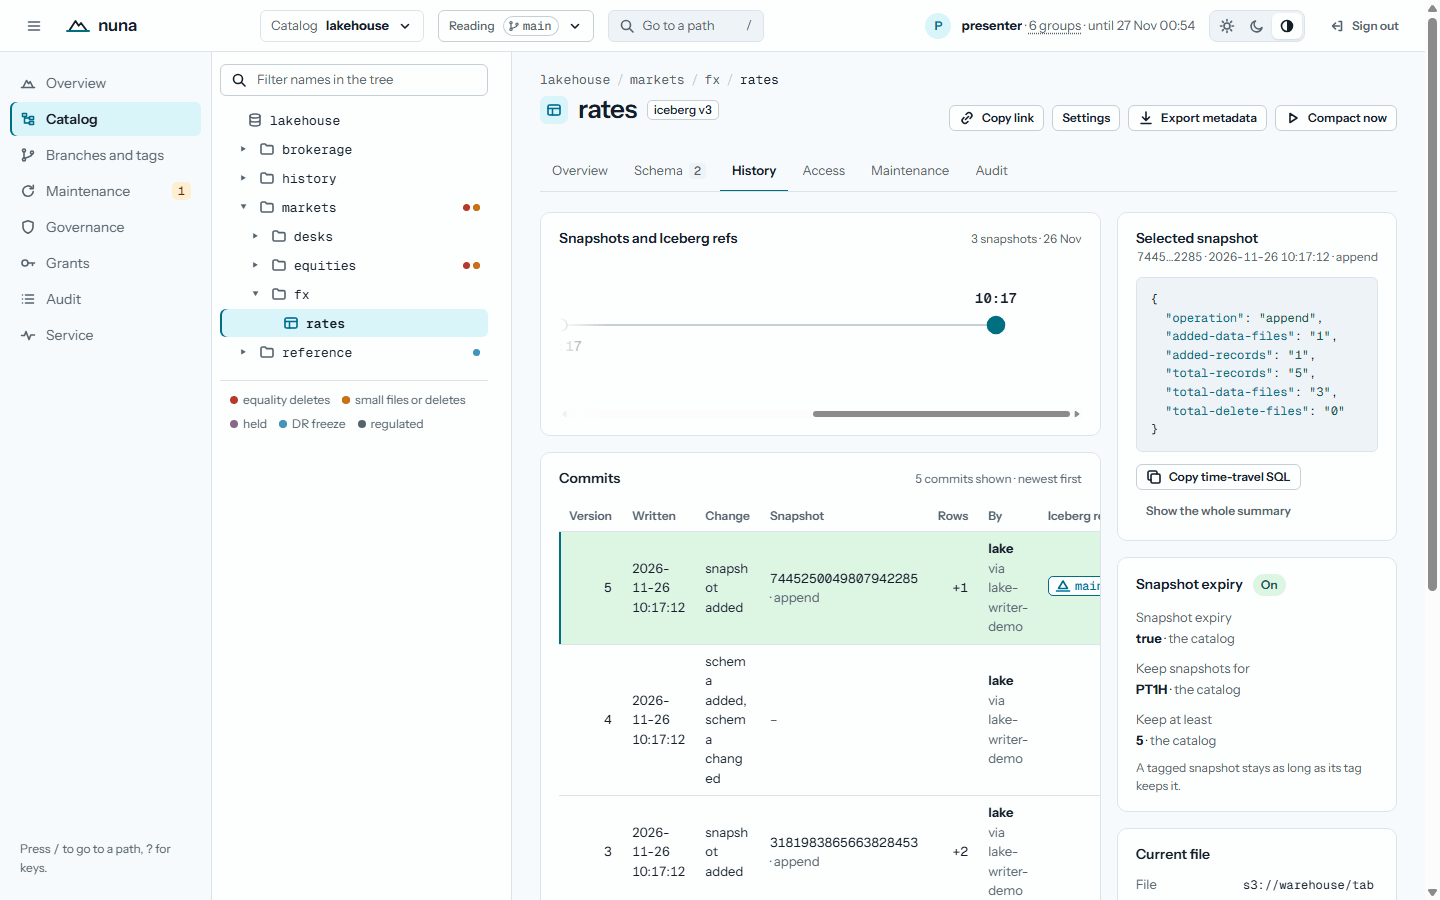 nuna
Catalog lakehouse
Reading main
Go to a path /
P presenter · 6 groups · until 27 Nov 00:54
Sign out
Overview
Catalog
Branches and tags
Maintenance 1
Governance
Grants
Audit
Service
Press / to go to a path, ? for
keys.
Filter names in the tree
lakehouse
brokerage
history
markets
desks
equities
fx
rates
reference
equality deletes small files or deletes
held DR freeze regulated
lakehouse / markets / fx / rates
rates iceberg v3
Copy link Settings Export metadata Compact now
Overview Schema 2 History Access Maintenance Audit
Snapshots and Iceberg refs 3 snapshots · 26 Nov
10:17
17
Commits 5 commits shown · newest first
Version Written Change Snapshot Rows By Iceberg re
5 2026-11-26 10:17:12 snapshot added 7445250049807942285 · append +1 lake via lake-writer-demo main
4 2026-11-26 10:17:12 schema added, schema changed – lake via lake-writer-demo
3 2026-11-26 10:17:12 snapshot added 3181983865663828453 · append +2 lake via lake-writer-demo
Selected snapshot
7445…2285 · 2026-11-26 10:17:12 · append
{
"operation": "append",
"added-data-files": "1",
"added-records": "1",
"total-records": "5",
"total-data-files": "3",
"total-delete-files": "0"
}
Copy time-travel SQL
Show the whole summary
Snapshot expiry On
Snapshot expiry
true · the catalog
Keep snapshots for
PT1H · the catalog
Keep at least
5 · the catalog
A tagged snapshot stays as long as its tag
keeps it.
Current file
File s3://warehouse/tab